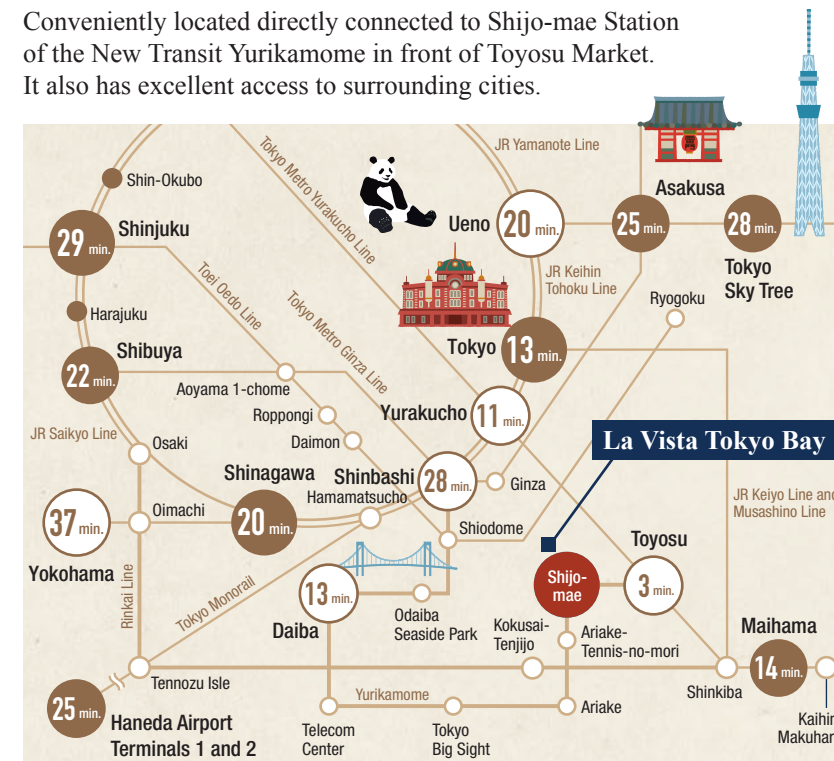 Conveniently located directly connected to Shijo-mae Station
of the New Transit Yurikamome in front of Toyosu Market.
It also has excellent access to surrounding cities.
JR Yamanote Line
Tokyo Metro Yurakucho Line
Shin-Okubo
Asakusa
29 min.
Shinjuku
Ueno
20 min.
25 min.
28 min.
Tokyo
Sky Tree
Toei Oedo Line
Tokyo Metro Ginza Line
JR Keihin
Tohoku Line
Ryogoku
Harajuku
Shibuya
22 min.
Tokyo
13 min.
Aoyama 1-chome
Roppongi
Yurakucho
11 min.
Daimon
JR Saikyo Line
Osaki
La Vista Tokyo Bay
Shinagawa
20 min.
Shinbashi
28 min.
Hamamatsucho
Ginza
JR Keiyo Line and
Musashino Line
37 min.
Yokohama
Oimachi
Shiodome
Toyosu
3 min.
Shijo-
mae
Rinkai Line
Tokyo Monorail
13 min.
Daiba
Odaiba
Seaside Park
Kokusai-
Tenjijo
Ariake-
Tennis-no-mori
Maihama
14 min.
Tennozu Isle
Shinkiba
25 min.
Haneda Airport
Terminals 1 and 2
Yurikamome
Telecom
Center
Tokyo
Big Sight
Ariake
Kaihin
Makuhar